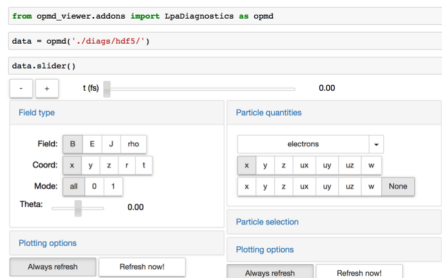 from opmd_viewer.addons import LpaDiagnostics as opmd
data = opmd('./diags/hdf5/')
data.slider()
- + t (fs) 0.00
Field type
Field: B E J rho
Coord: x y z r t
Mode: all 0 1
Theta: 0.00
Plotting options
Always refresh Refresh now!
Particle quantities
electrons
x y z ux uy uz w
x y z ux uy uz w None
Particle selection
Plotting options
Always refresh Refresh now!